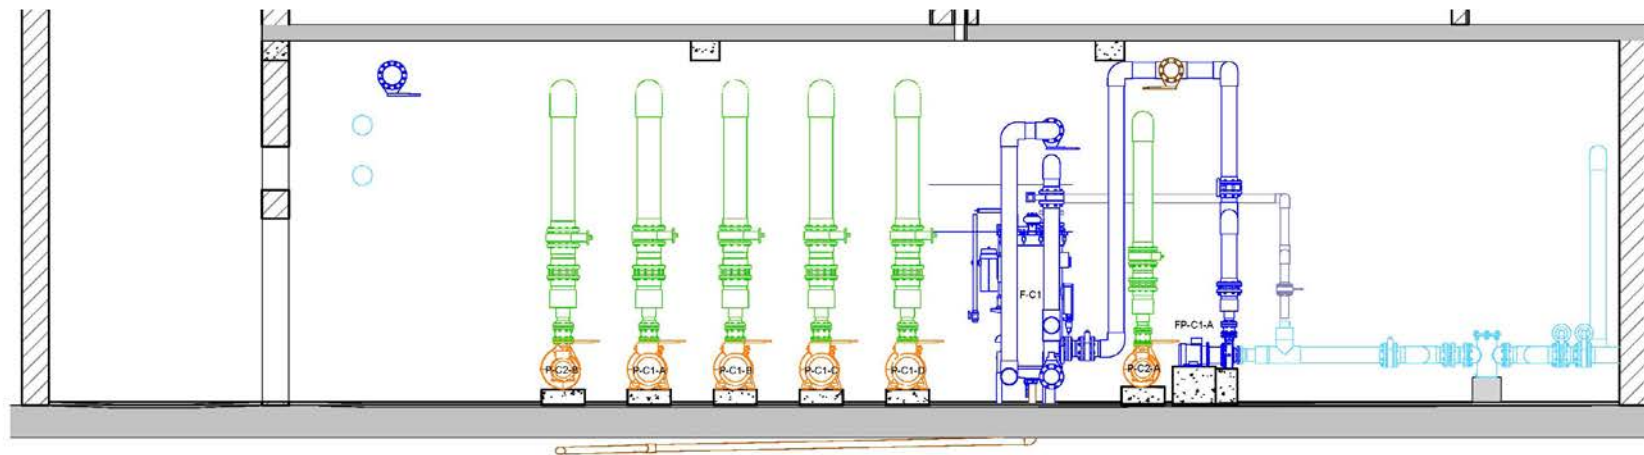 F-C1
FP-C1-A
P-C2-B
P-C1-A
P-C1-B
P-C1-C
P-C1-D
P-C2-A